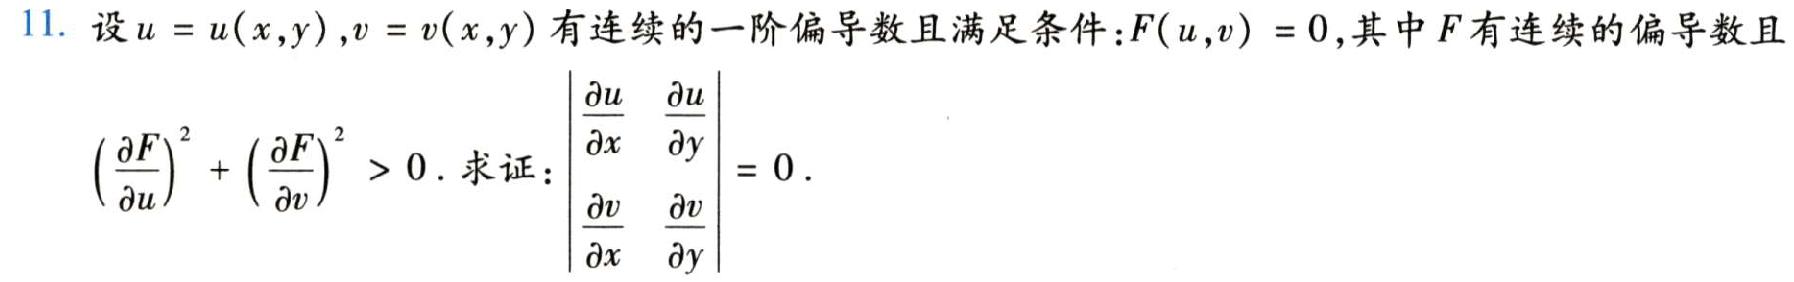 11. 设 u = u(x,y),v = v(x,y) 有连续的一阶偏导数且满足条件:F(u,v) = 0,其中 F 有连续的偏导数且
(∂F/∂u)² + (∂F/∂v)² > 0. 求证: | ∂u/∂x ∂u/∂y ; ∂v/∂x ∂v/∂y | = 0.